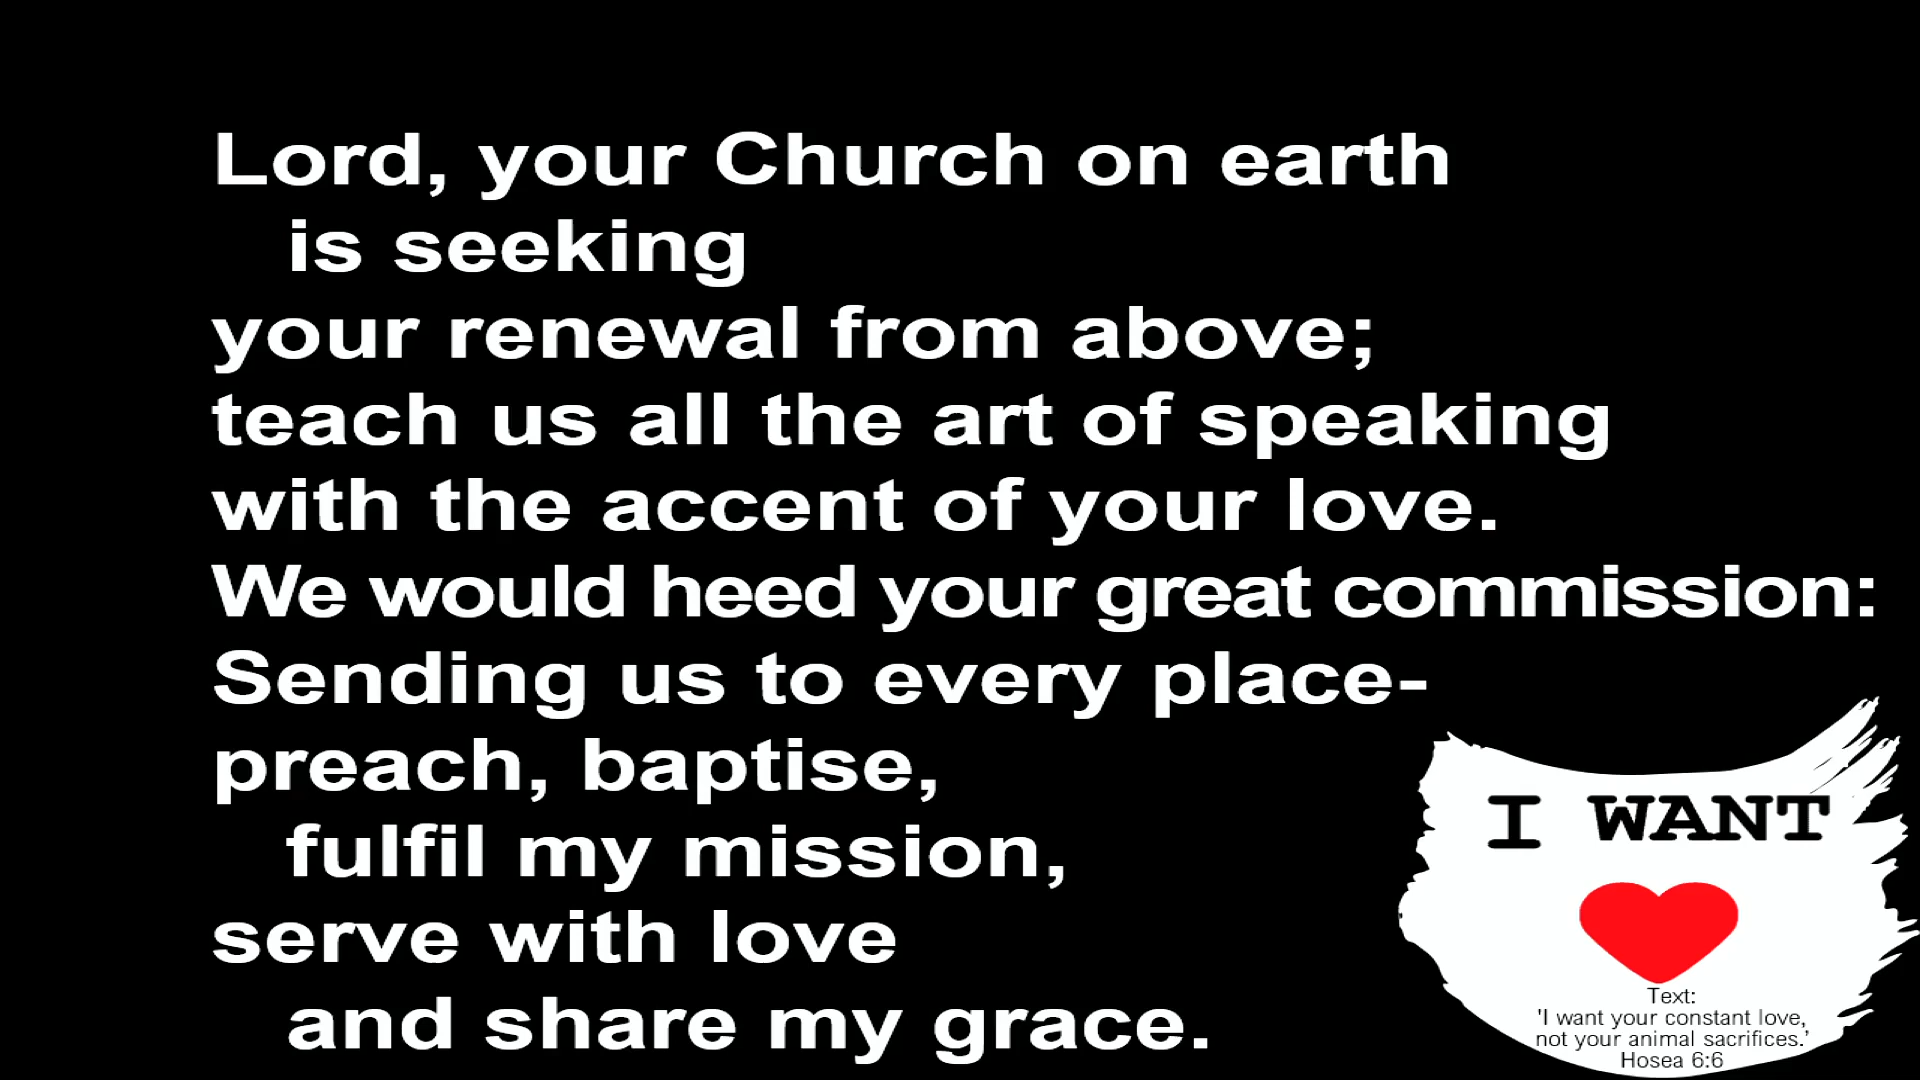 Lord, your Church on earth
is seeking
your renewal from above;
teach us all the art of speaking
with the accent of your love.
We would heed your great commission:
Sending us to every place-
preach, baptise,
fulfil my mission,
serve with love
and share my grace.
I WANT
Text:
'I want your constant love,
not your animal sacrifices.'
Hosea 6:6